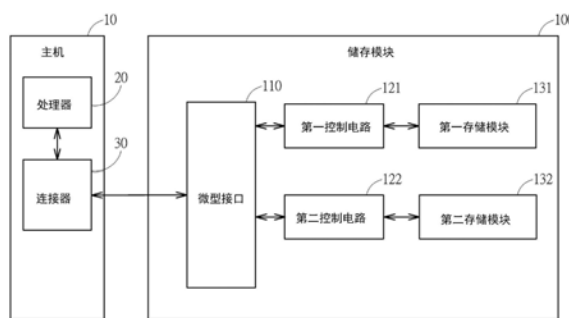 10
主机
处理器
20
30
连接器
100
储存模块
110
微型接口
121
第一控制电路
131
第一存储模块
122
第二控制电路
132
第二存储模块